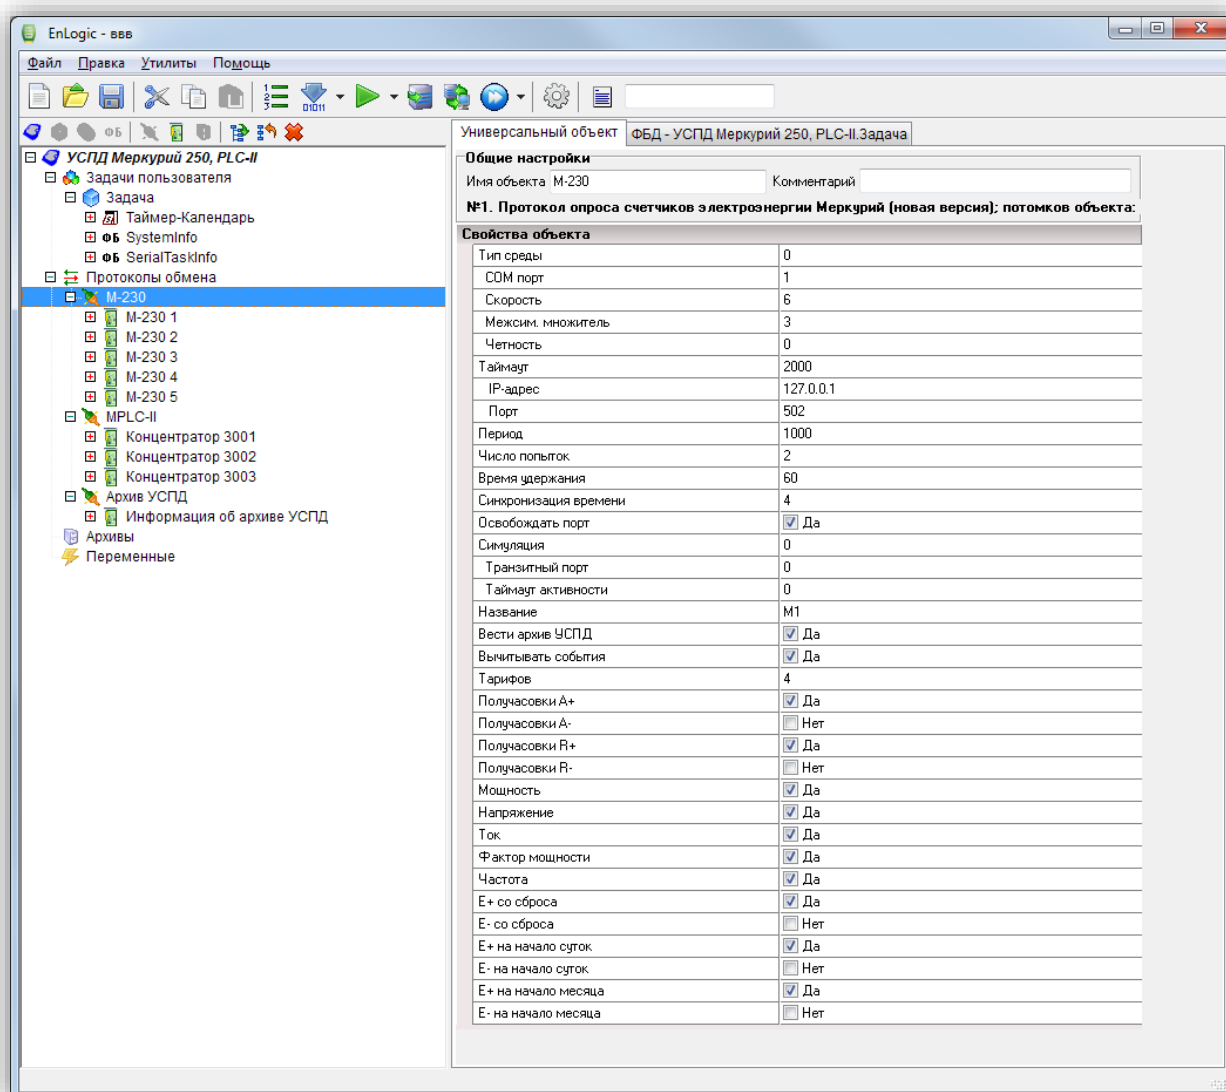 EnLogic - ввв
Файл Правка Утилиты Помощь
Универсальный объект ФБД - УСПД Меркурий 250, PLC-II.Задача
УСПД Меркурий 250, PLC-II
Задачи пользователя
Задача
Таймер-Календарь
ФБ SystemInfo
ФБ SerialTaskInfo
Протоколы обмена
М-230
М-230 1
М-230 2
М-230 3
М-230 4
М-230 5
MPLC-II
Концентратор 3001
Концентратор 3002
Концентратор 3003
Архив УСПД
Информация об архиве УСПД
Архивы
Переменные
Общие настройки
Имя объекта М-230 Комментарий
№1. Протокол опроса счетчиков электроэнергии Меркурий (новая версия); потомков объекта:
Свойства объекта
Тип среды 0
COM порт 1
Скорость 6
Межсим. множитель 3
Четность 0
Таймаут 2000
IP-адрес 127.0.0.1
Порт 502
Период 1000
Число попыток 2
Время удержания 60
Синхронизация времени 4
Освобождать порт Да
Симуляция 0
Транзитный порт 0
Таймаут активности 0
Название М1
Вести архив УСПД Да
Вычитывать события Да
Тарифов 4
Получасовки А+ Да
Получасовки А- Нет
Получасовки R+ Да
Получасовки R- Нет
Мощность Да
Напряжение Да
Ток Да
Фактор мощности Да
Частота Да
Е+ со сброса Да
Е- со сброса Нет
Е+ на начало суток Да
Е- на начало суток Нет
Е+ на начало месяца Да
Е- на начало месяца Нет